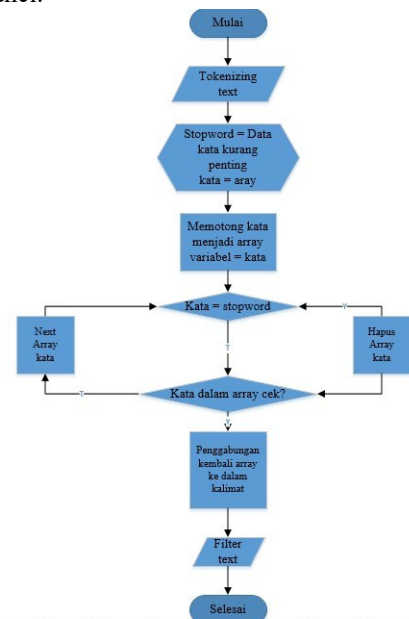 Mulai
Tokenizing
text
Stopword = Data
kata kurang
penting
kata = aray
Memotong kata
menjadi array
variabel = kata
Kata = stopword
Y
Next
Array
kata
T
Hapus
Array
kata
Kata dalam array cek?
T
Y
Penggabungan
kembali array
ke dalam
kalimat
Filter
text
Selesai